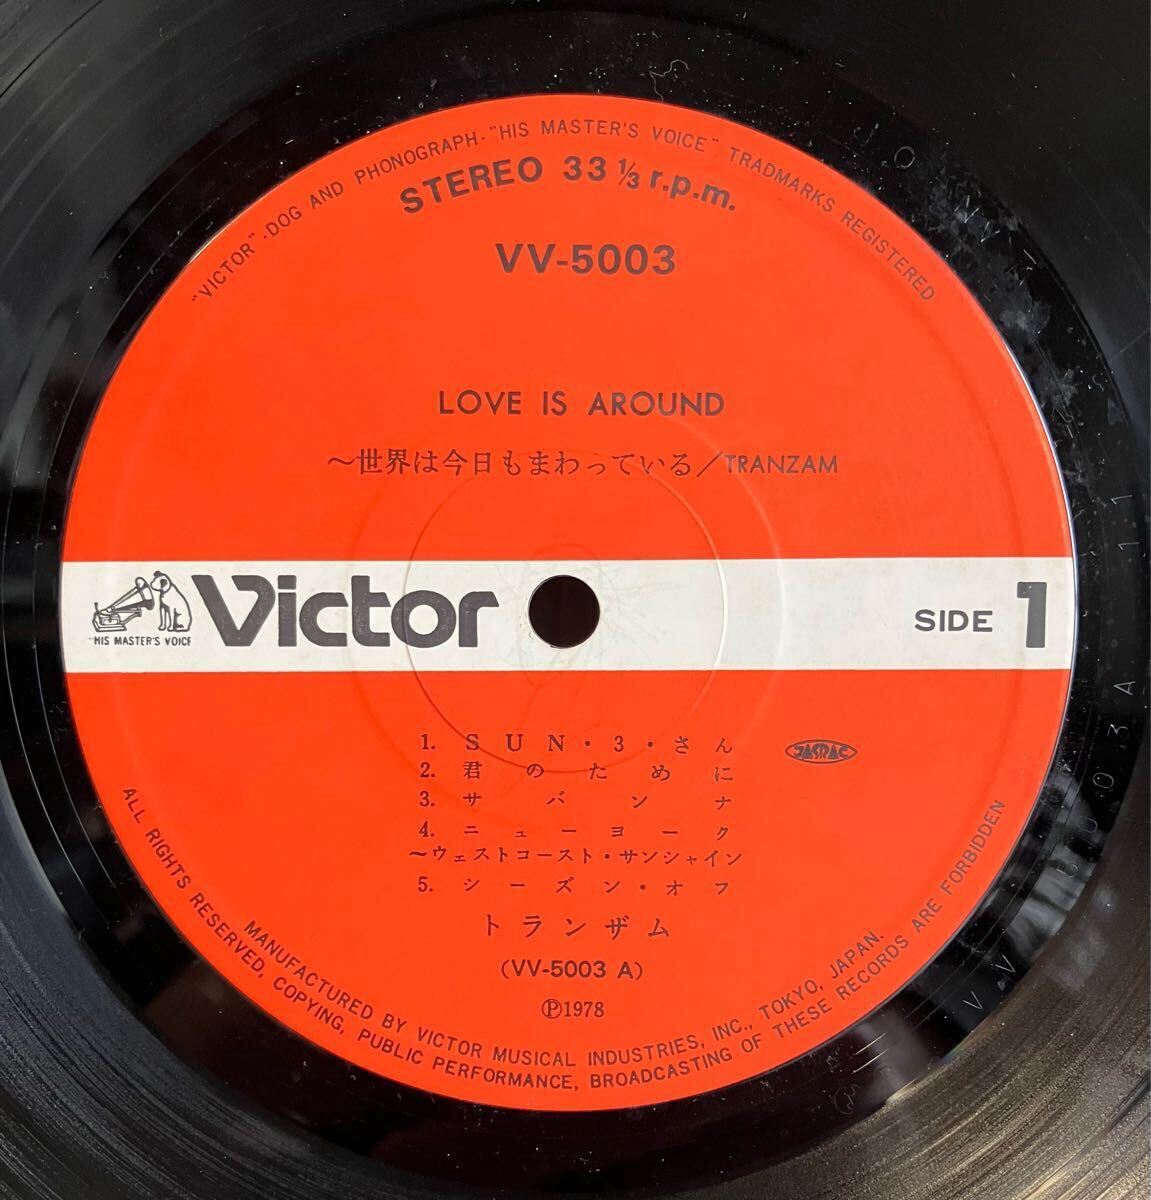 "VICTOR"-DOG AND PHONOGRAPH-"HIS MASTER'S VOICE" TRADMARKS REGISTERED
STEREO 33 1/3 r.p.m.
VV-5003
LOVE IS AROUND
～世界は今日もまわっている／TRANZAM
"HIS MASTER'S VOICE
Victor
SIDE 1
1. SUN・3・さん
2. 君のために
3. サバンナ
4. ニューヨーク
～ウェストコースト・サンシャイン
5. シーズン・オフ
JASRAC
トランザム
(VV-5003 A)
Ⓟ1978
MANUFACTURED BY VICTOR MUSICAL INDUSTRIES, INC., TOKYO, JAPAN.
ALL RIGHTS RESERVED, COPYING, PUBLIC PERFORMANCE, BROADCASTING OF THESE RECORDS ARE FORBIDDEN